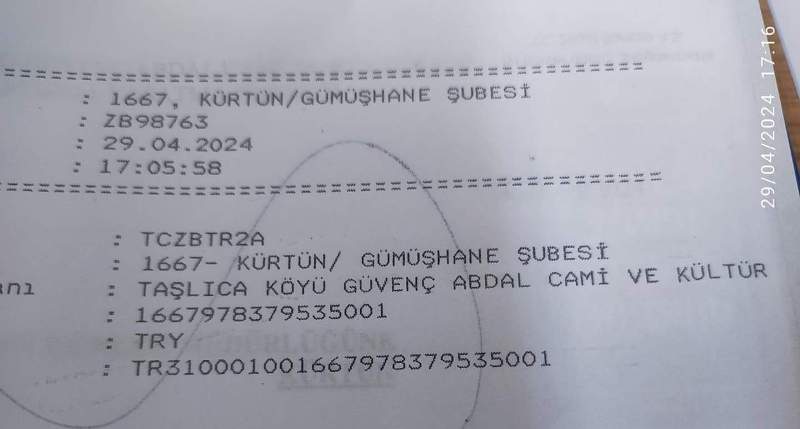 : 1667, KÜRTÜN/GÜMÜŞHANE ŞUBESİ
: ZB98763
: 29.04.2024
: 17:05:58
: TCZBTR2A
: 1667- KÜRTÜN/ GÜMÜŞHANE ŞUBESİ
anı : TAŞLICA KÖYÜ GÜVENÇ ABDAL CAMİ VE KÜLTÜR
: 1667978379535001
: TRY
: TR310001001667978379535001
29/04/2024 17:16